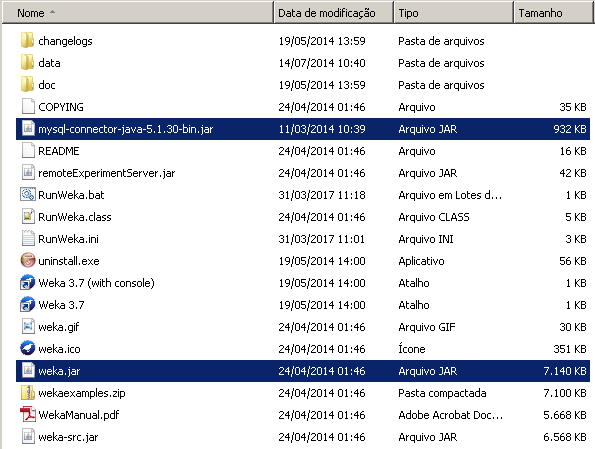 Nome Data de modificação Tipo Tamanho
changelogs 19/05/2014 13:59 Pasta de arquivos
data 14/07/2014 10:40 Pasta de arquivos
doc 19/05/2014 13:59 Pasta de arquivos
COPYING 24/04/2014 01:46 Arquivo 35 KB
mysql-connector-java-5.1.30-bin.jar 11/03/2014 10:39 Arquivo JAR 932 KB
README 24/04/2014 01:46 Arquivo 16 KB
remoteExperimentServer.jar 24/04/2014 01:46 Arquivo JAR 42 KB
RunWeka.bat 31/03/2017 11:18 Arquivo em Lotes d... 1 KB
RunWeka.class 24/04/2014 01:46 Arquivo CLASS 5 KB
RunWeka.ini 31/03/2017 11:01 Arquivo INI 3 KB
uninstall.exe 19/05/2014 14:00 Aplicativo 56 KB
Weka 3.7 (with console) 19/05/2014 14:00 Atalho 1 KB
Weka 3.7 19/05/2014 14:00 Atalho 1 KB
weka.gif 24/04/2014 01:46 Arquivo GIF 30 KB
weka.ico 24/04/2014 01:46 Ícone 351 KB
weka.jar 24/04/2014 01:46 Arquivo JAR 7.140 KB
wekaexamples.zip 24/04/2014 01:46 Pasta compactada 7.100 KB
WekaManual.pdf 24/04/2014 01:46 Adobe Acrobat Doc... 5.668 KB
weka-src.jar 24/04/2014 01:46 Arquivo JAR 6.568 KB